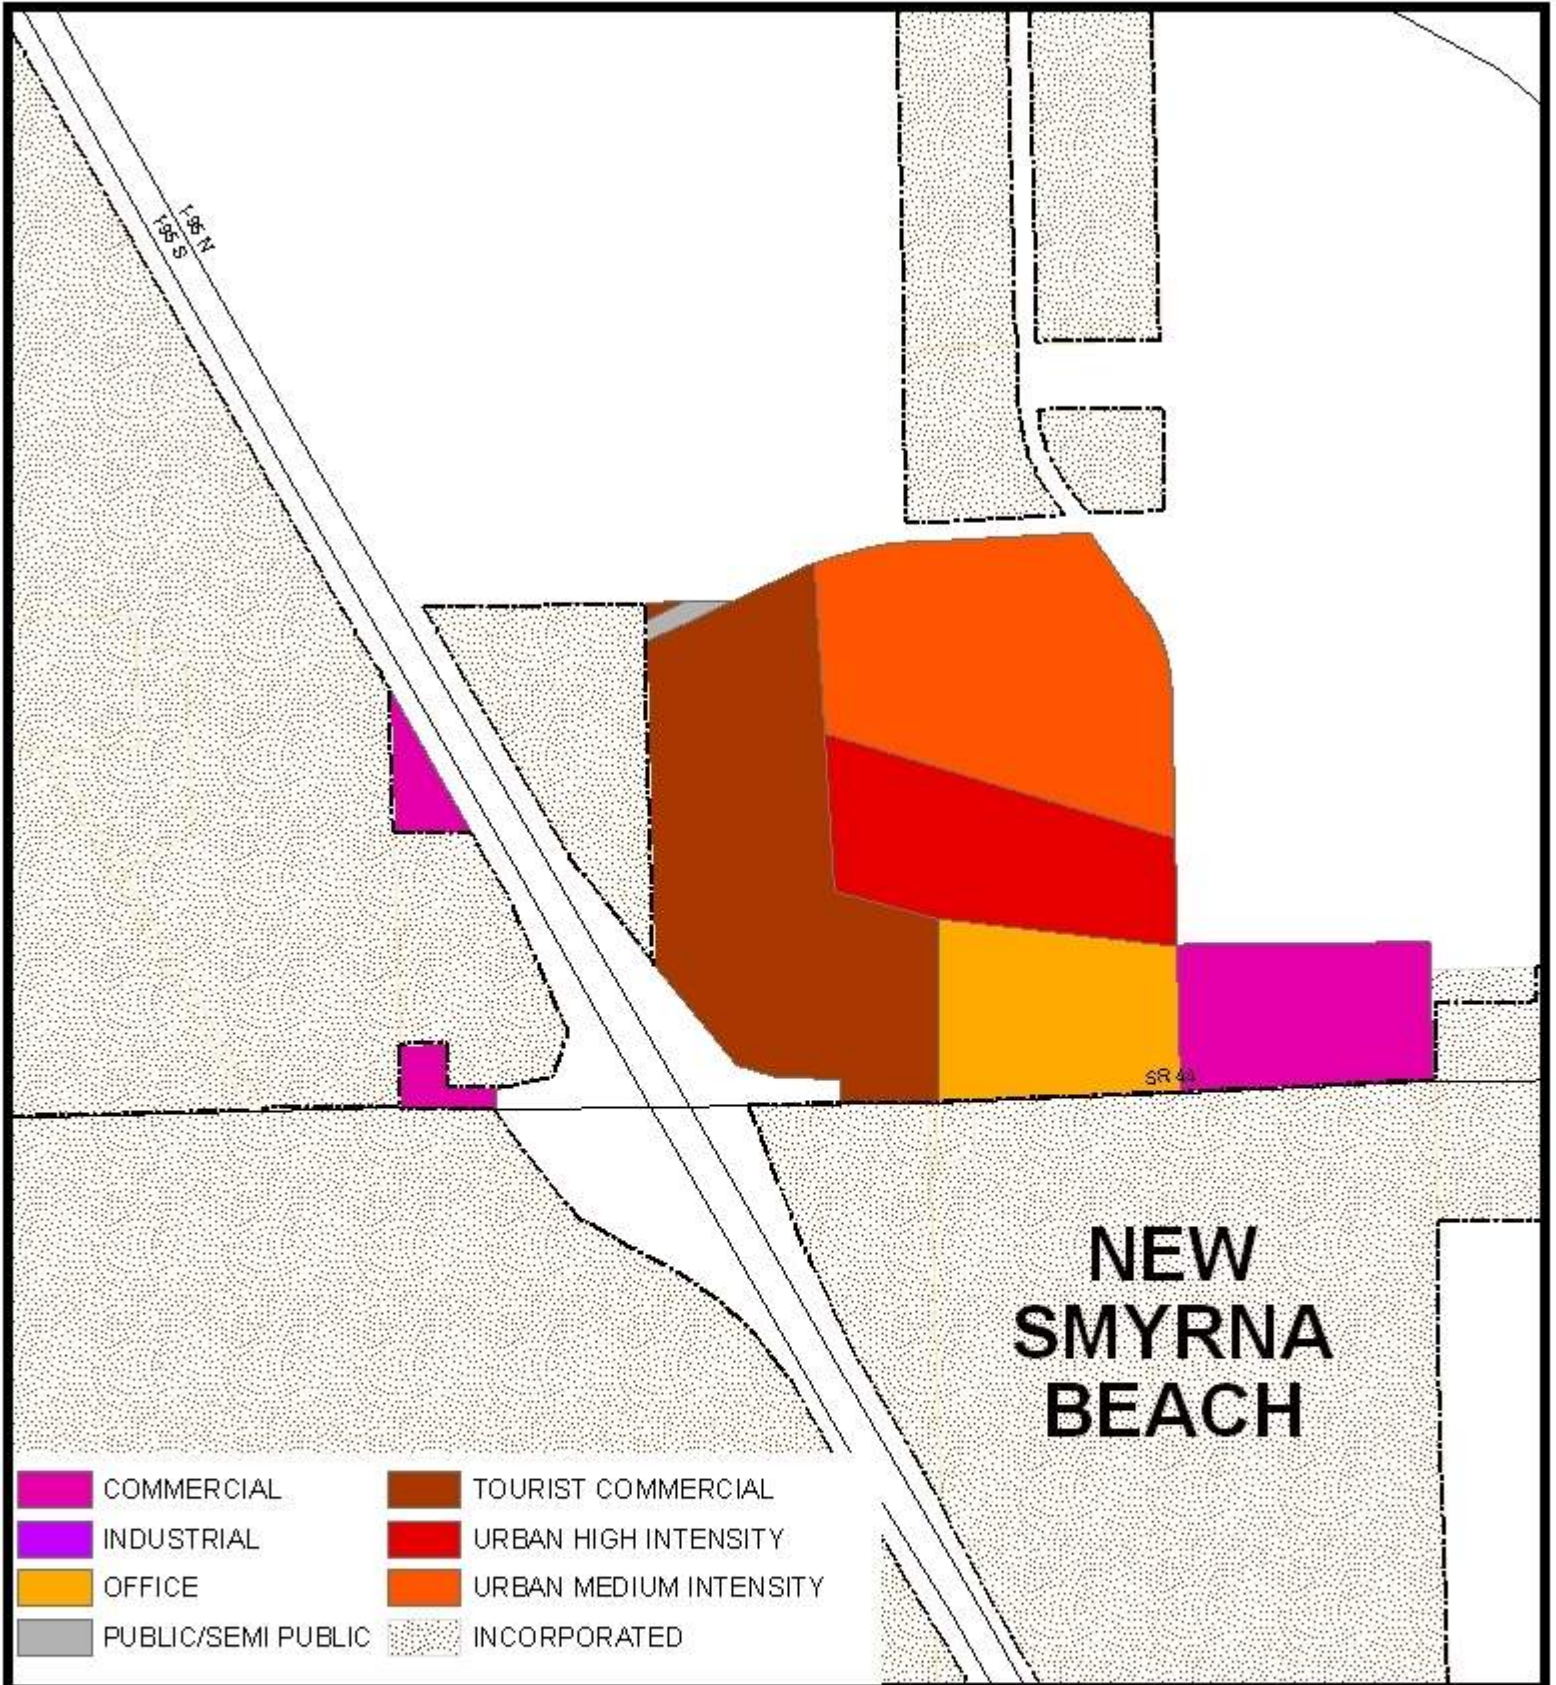 I-95 N
I-95 S
SR 44
NEW
SMYRNA
BEACH
COMMERCIAL
INDUSTRIAL
OFFICE
PUBLIC/SEMI PUBLIC
TOURIST COMMERCIAL
URBAN HIGH INTENSITY
URBAN MEDIUM INTENSITY
INCORPORATED